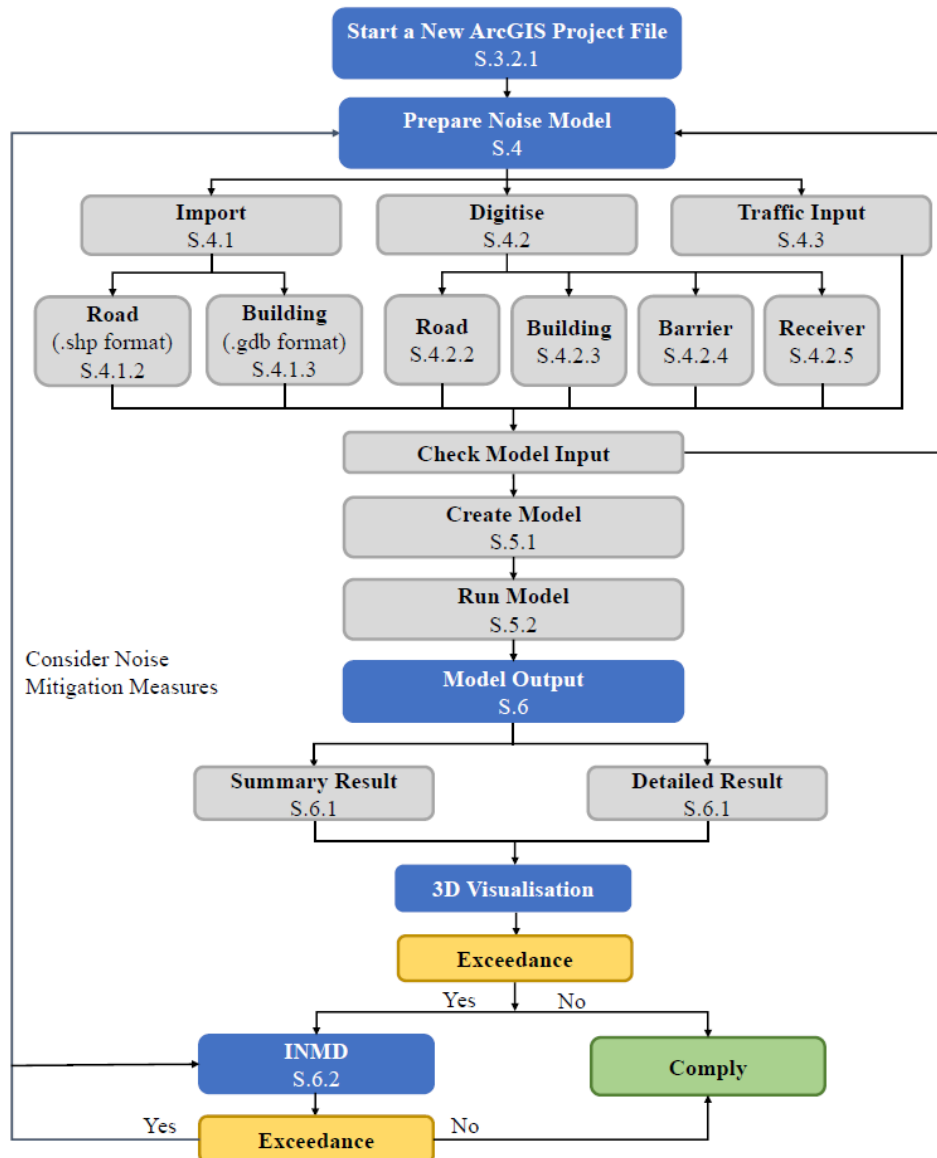 Start a New ArcGIS Project File
S.3.2.1
Prepare Noise Model
S.4
Import
S.4.1
Digitise
S.4.2
Traffic Input
S.4.3
Road
(.shp format)
S.4.1.2
Building
(.gdb format)
S.4.1.3
Road
S.4.2.2
Building
S.4.2.3
Barrier
S.4.2.4
Receiver
S.4.2.5
Check Model Input
Create Model
S.5.1
Run Model
S.5.2
Consider Noise
Mitigation Measures
Model Output
S.6
Summary Result
S.6.1
Detailed Result
S.6.1
3D Visualisation
Exceedance
Yes
No
INMD
S.6.2
Comply
Yes
Exceedance
No